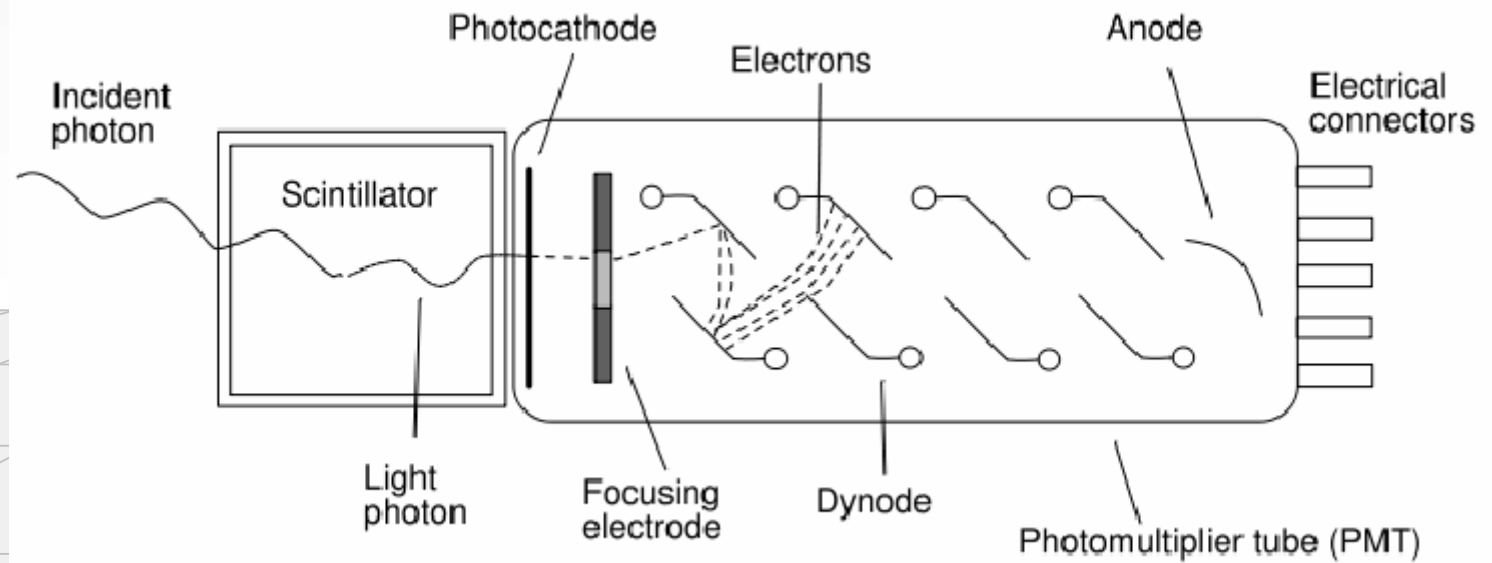 Photocathode
Anode
Electrons
Incident
photon
Electrical
connectors
Scintillator
Light
photon
Focusing
electrode
Dynode
Photomultiplier tube (PMT)